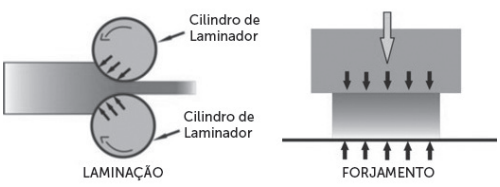 Cilindro de
Laminador
Cilindro de
Laminador
LAMINAÇÃO
FORJAMENTO